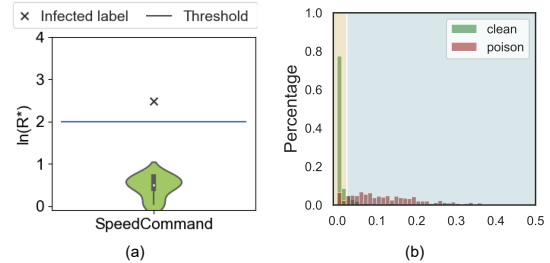 Infected label
Threshold
4
3
2
1
0
ln(R*)
SpeedCommand
(a)
1.0
0.8
0.6
0.4
0.2
0.0
Percentage
clean
poison
0.0 0.1 0.2 0.3 0.4 0.5
(b)